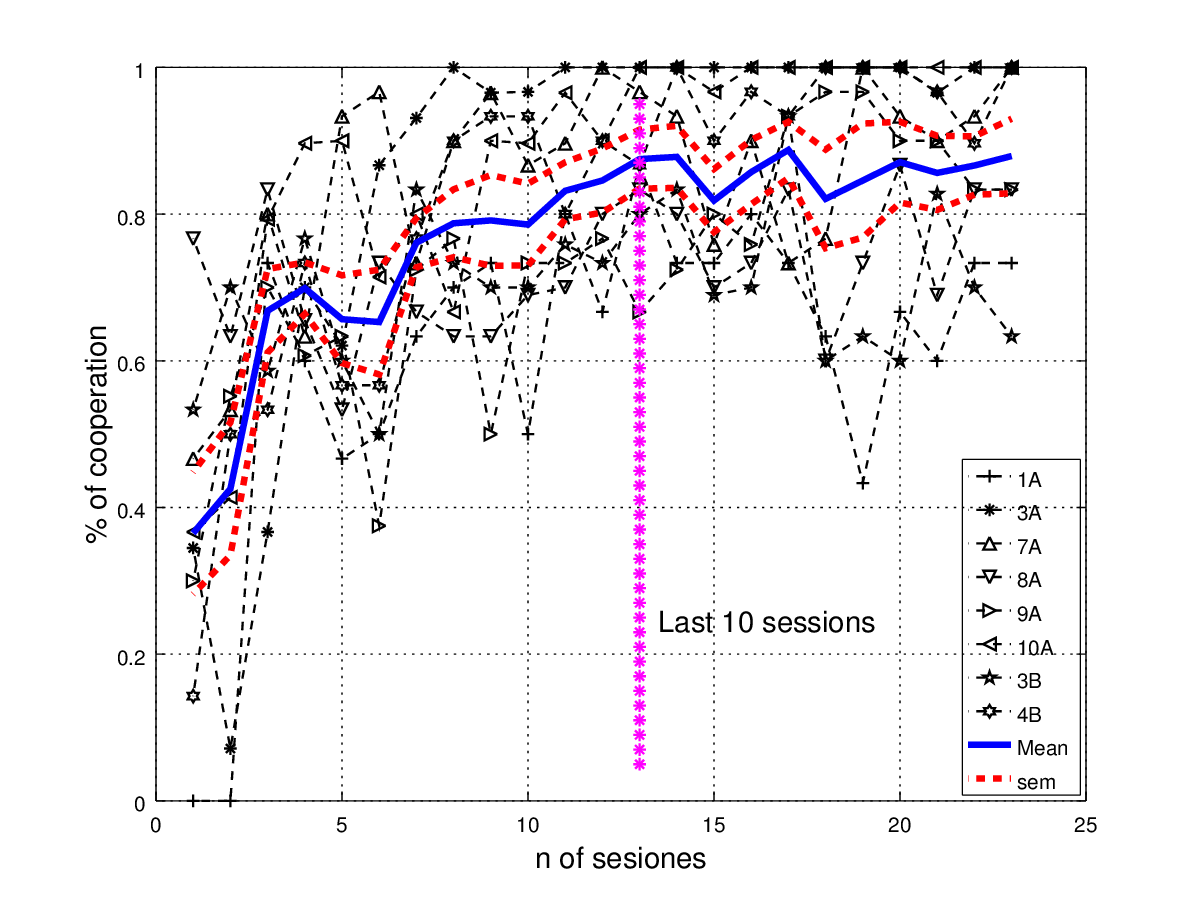 % of cooperation
1
0.8
0.6
0.4
0.2
0
0 5 10 15 20 25
n of sesiones
Last 10 sessions
1A
3A
7A
8A
9A
10A
3B
4B
Mean
sem